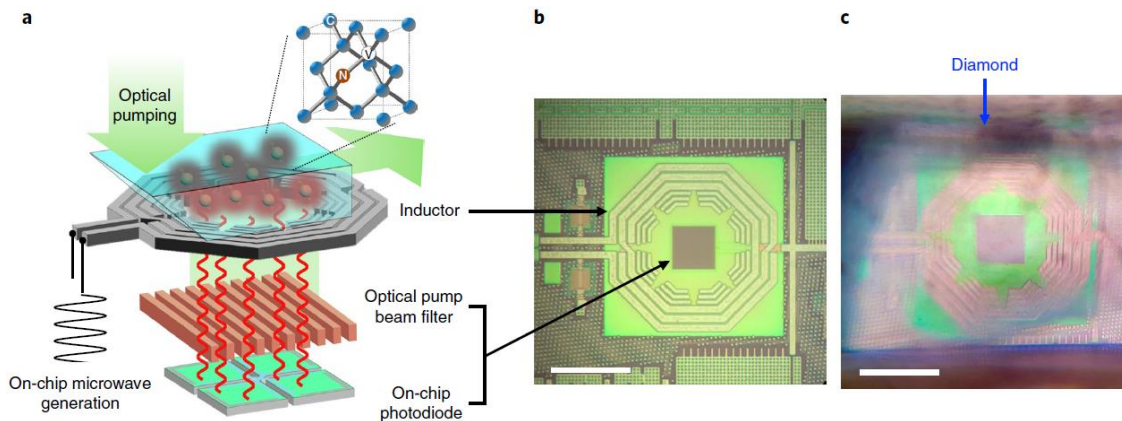 a
C
V
N
Optical
pumping
On-chip microwave
generation
Inductor
Optical pump
beam filter
On-chip
photodiode
b
c
Diamond